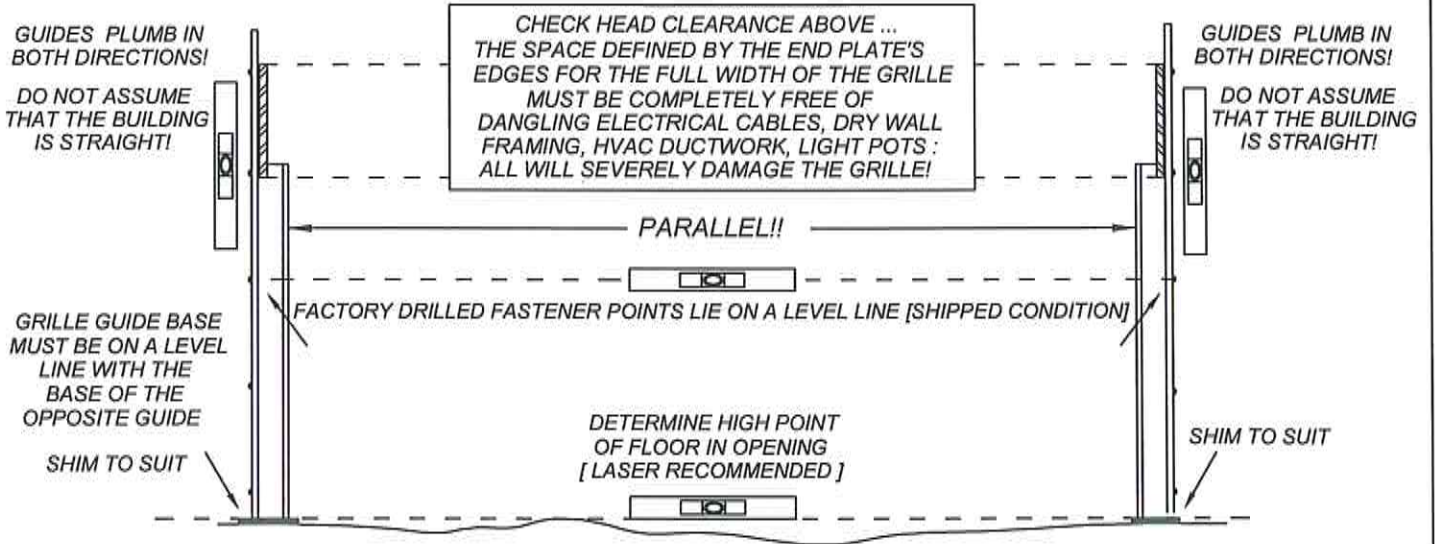 GUIDES PLUMB IN
BOTH DIRECTIONS!
DO NOT ASSUME
THAT THE BUILDING
IS STRAIGHT!
CHECK HEAD CLEARANCE ABOVE ...
THE SPACE DEFINED BY THE END PLATE'S
EDGES FOR THE FULL WIDTH OF THE GRILLE
MUST BE COMPLETELY FREE OF
DANGLING ELECTRICAL CABLES, DRY WALL
FRAMING, HVAC DUCTWORK, LIGHT POTS :
ALL WILL SEVERELY DAMAGE THE GRILLE!
GUIDES PLUMB IN
BOTH DIRECTIONS!
DO NOT ASSUME
THAT THE BUILDING
IS STRAIGHT!
PARALLEL!!
FACTORY DRILLED FASTENER POINTS LIE ON A LEVEL LINE [SHIPPED CONDITION]
GRILLE GUIDE BASE
MUST BE ON A LEVEL
LINE WITH THE
BASE OF THE
OPPOSITE GUIDE
SHIM TO SUIT
DETERMINE HIGH POINT
OF FLOOR IN OPENING
[ LASER RECOMMENDED ]
SHIM TO SUIT